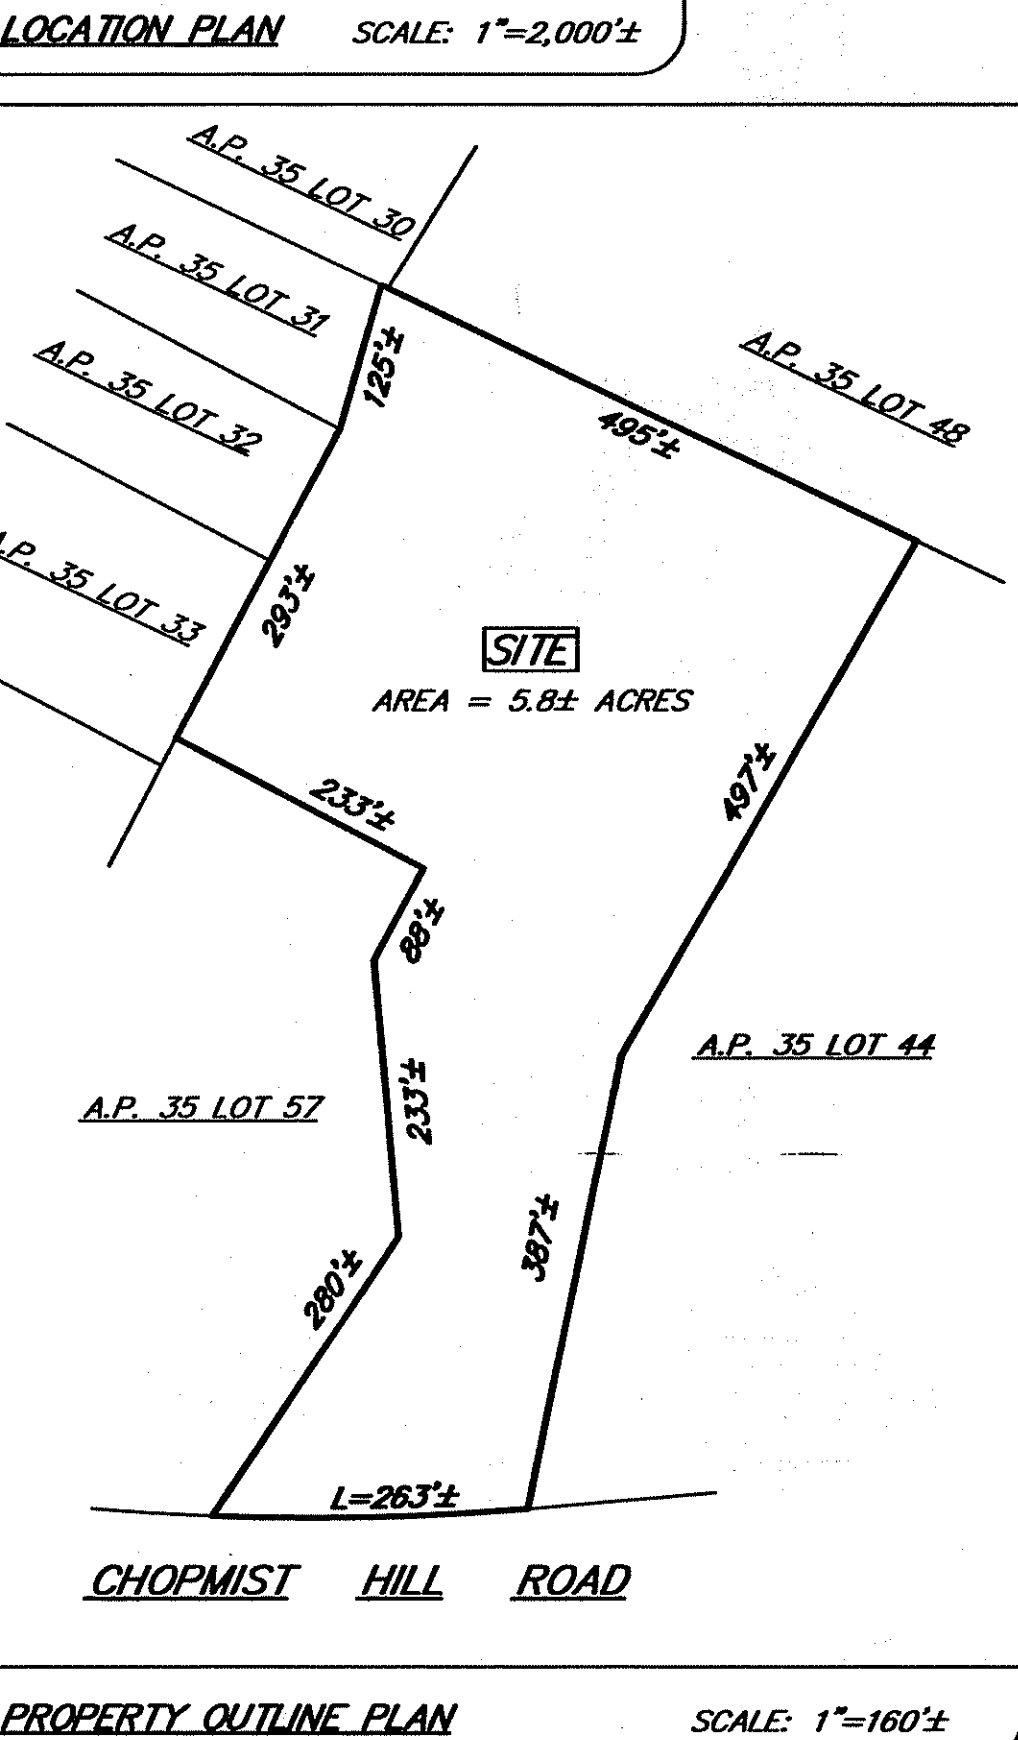 LOCATION PLAN SCALE: 1"=2,000'±
A.P. 35 LOT 30
A.P. 35 LOT 31
125'±
A.P. 35 LOT 32
A.P. 35 LOT 48
495'±
A.P. 35 LOT 33
293'±
SITE
AREA = 5.8± ACRES
233'±
497'±
88'±
A.P. 35 LOT 44
A.P. 35 LOT 57
233'±
387'±
280'±
L=263'±
CHOPMIST HILL ROAD
PROPERTY OUTLINE PLAN SCALE: 1"=160'±